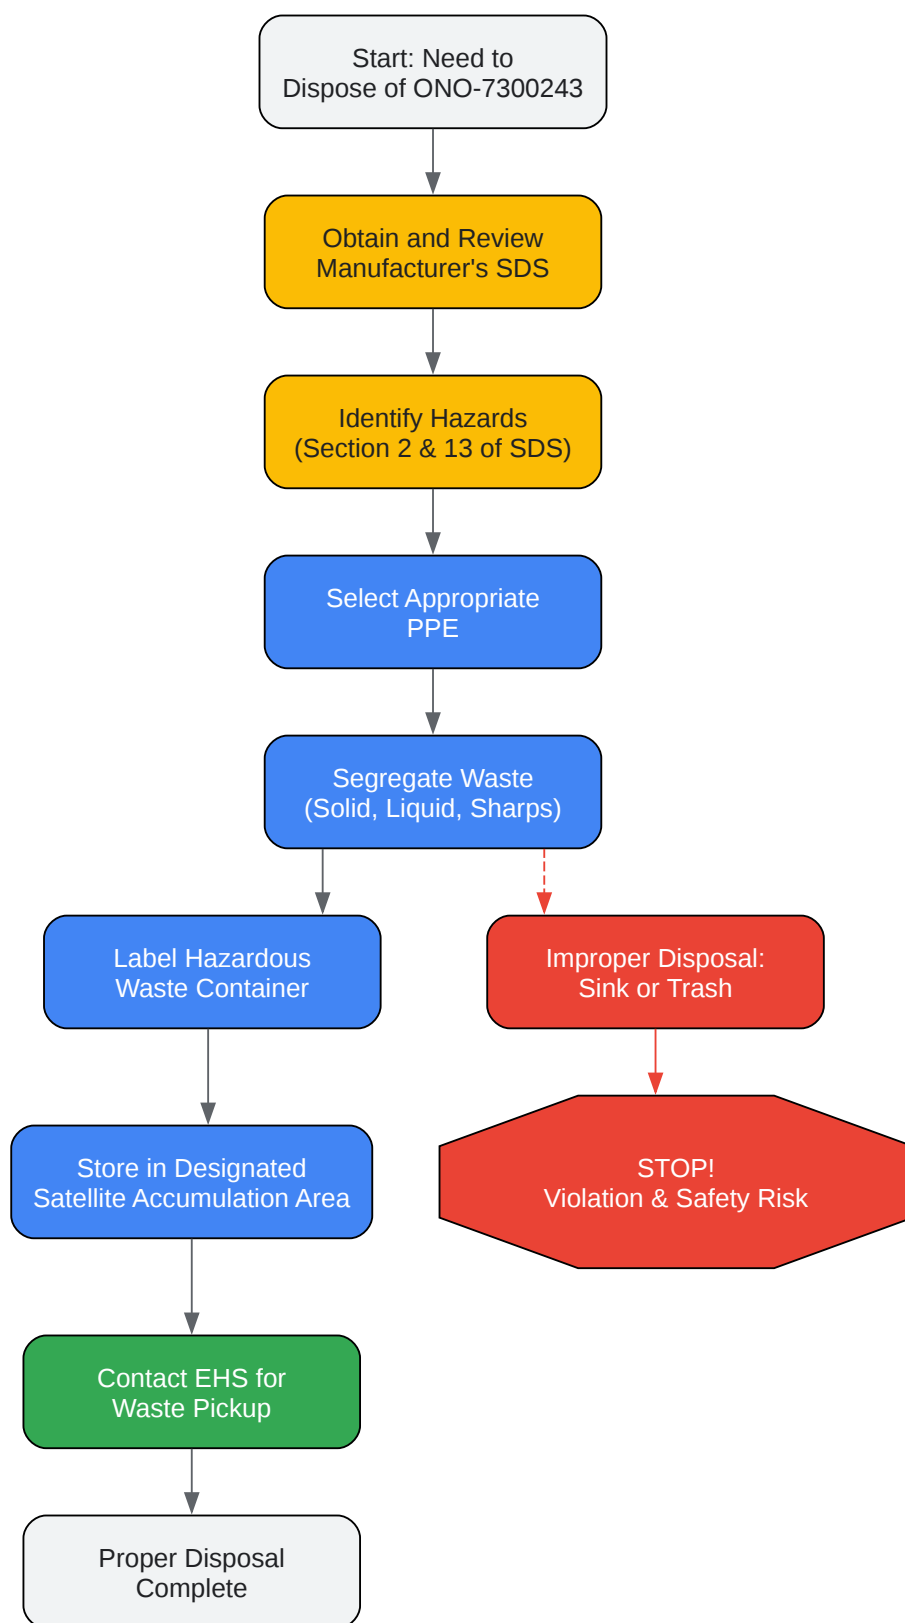 Start: Need to
Dispose of ONO-7300243
Obtain and Review
Manufacturer's SDS
Identify Hazards
(Section 2 & 13 of SDS)
Select Appropriate
PPE
Segregate Waste
(Solid, Liquid, Sharps)
Label Hazardous
Waste Container
Improper Disposal:
Sink or Trash
Store in Designated
Satellite Accumulation Area
STOP!
Violation & Safety Risk
Contact EHS for
Waste Pickup
Proper Disposal
Complete